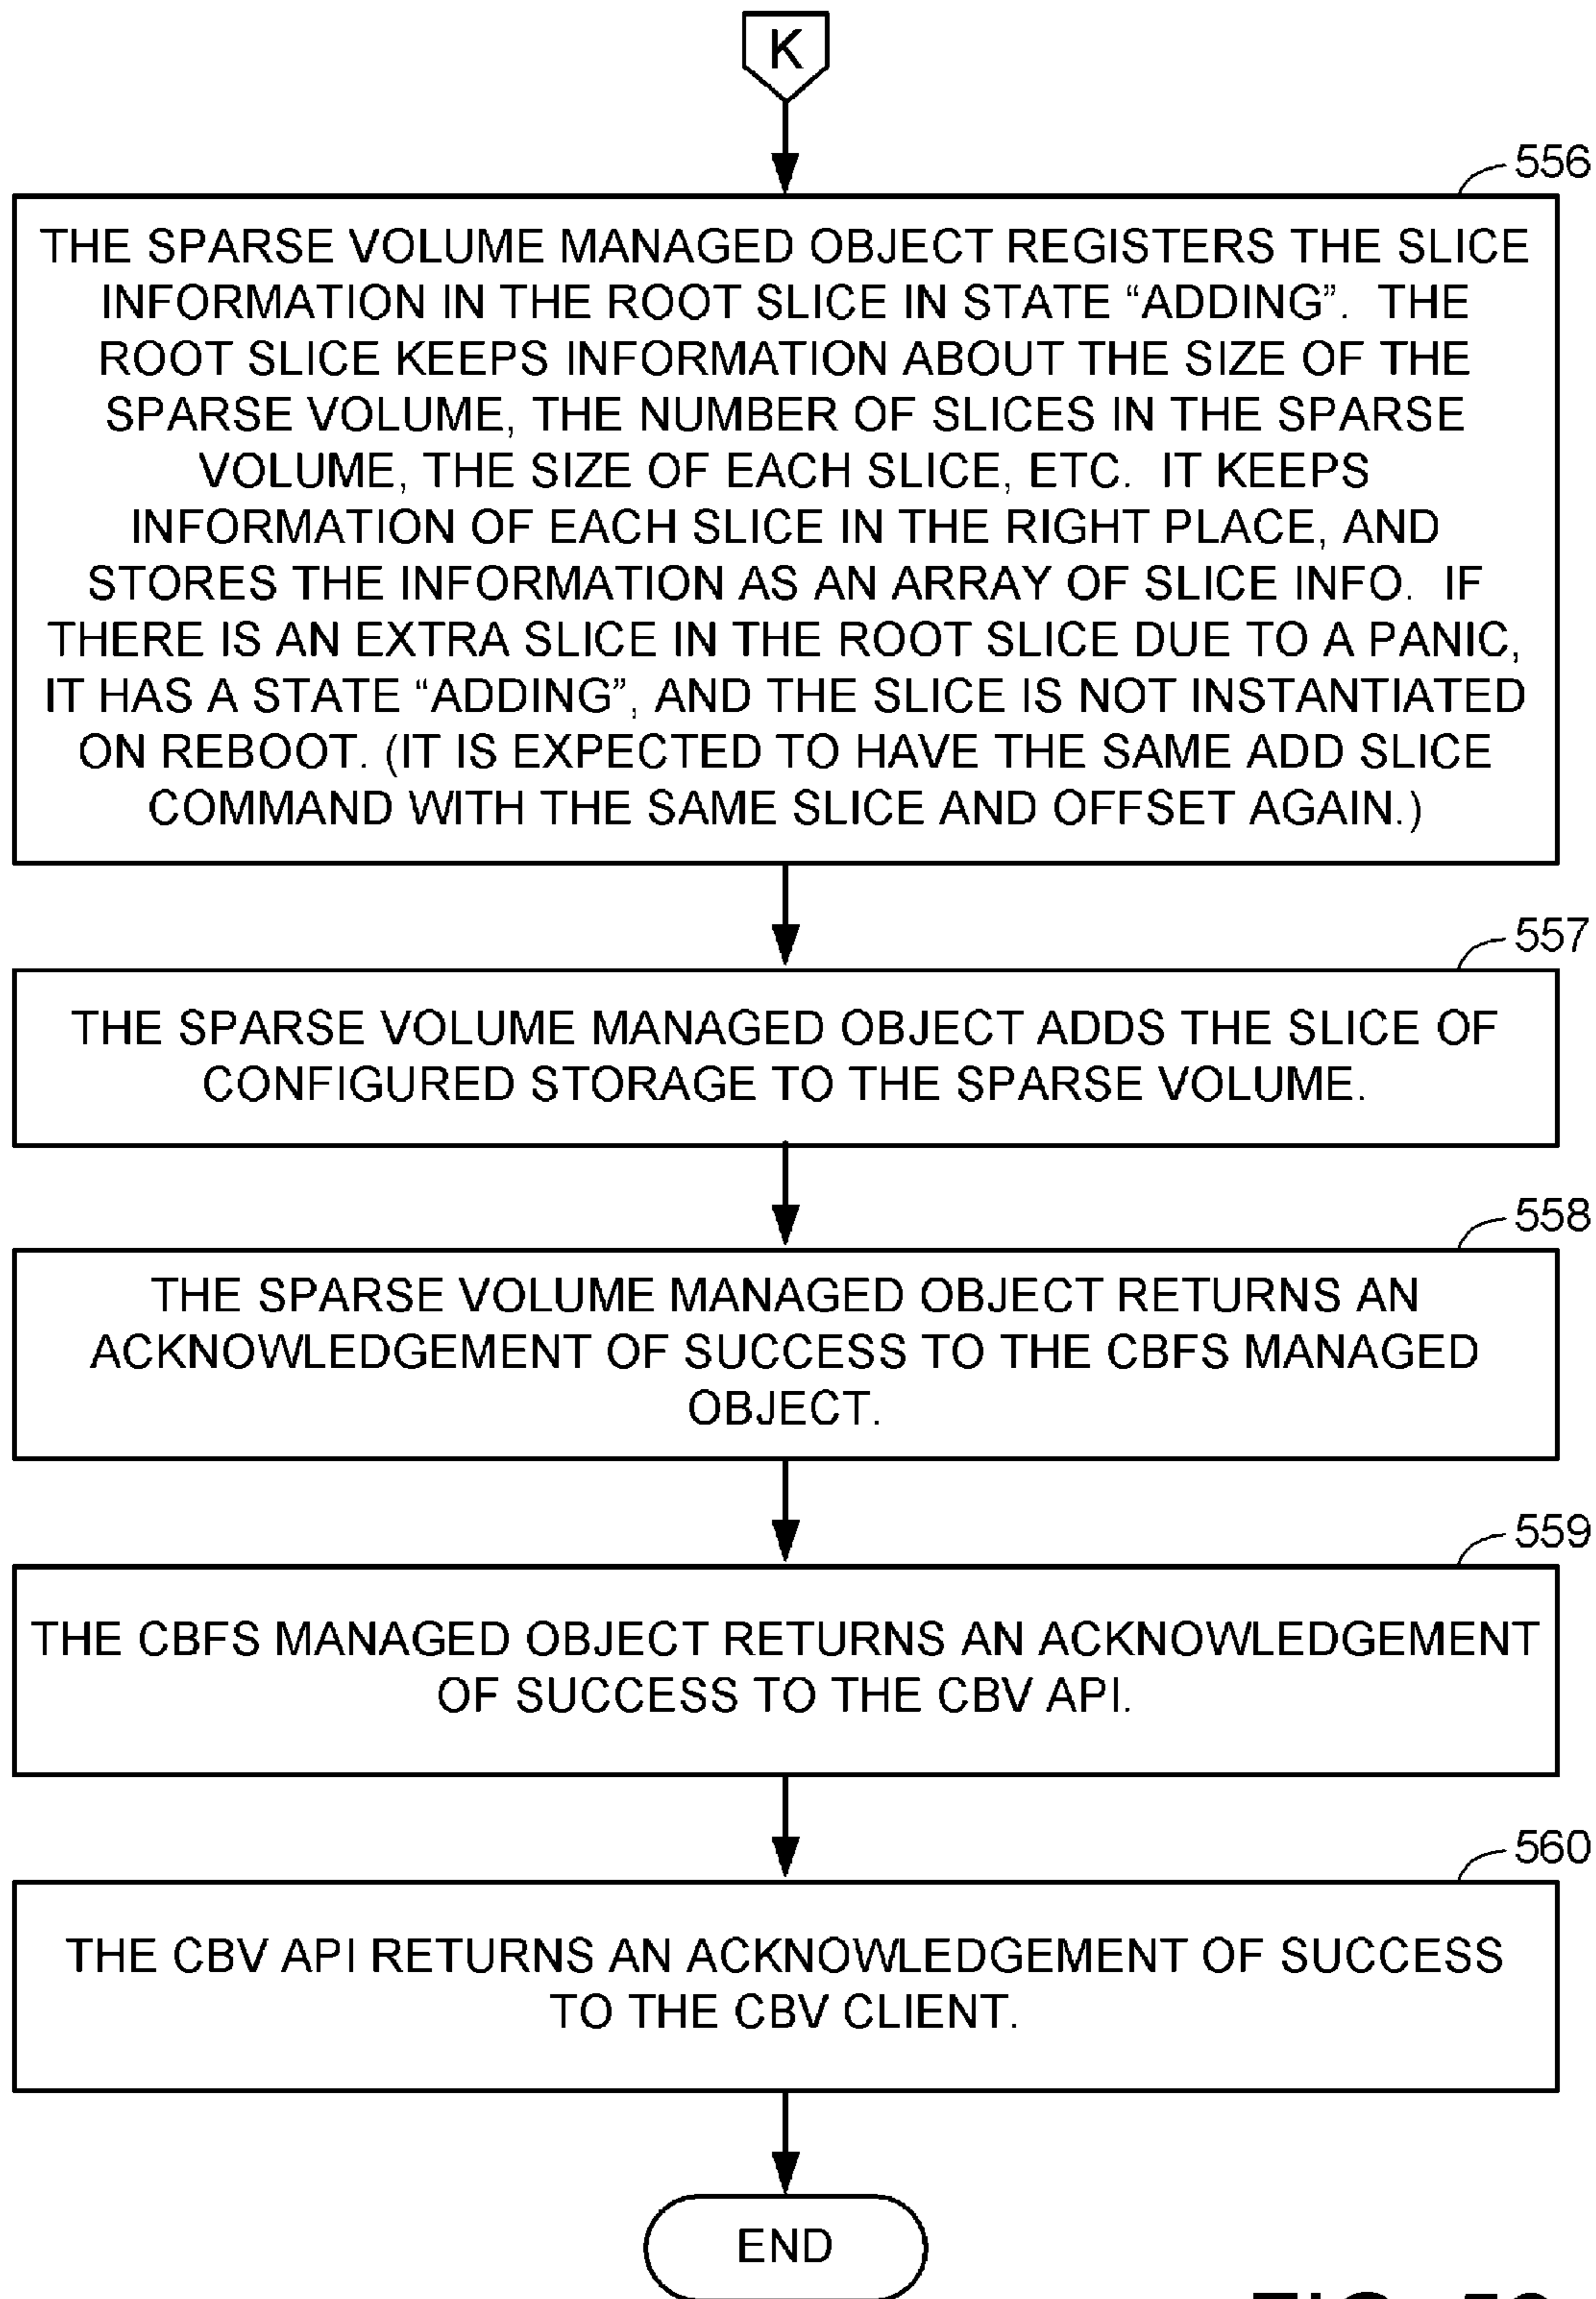 K
556
THE SPARSE VOLUME MANAGED OBJECT REGISTERS THE SLICE
INFORMATION IN THE ROOT SLICE IN STATE “ADDING”. THE
ROOT SLICE KEEPS INFORMATION ABOUT THE SIZE OF THE
SPARSE VOLUME, THE NUMBER OF SLICES IN THE SPARSE
VOLUME, THE SIZE OF EACH SLICE, ETC. IT KEEPS
INFORMATION OF EACH SLICE IN THE RIGHT PLACE, AND
STORES THE INFORMATION AS AN ARRAY OF SLICE INFO. IF
THERE IS AN EXTRA SLICE IN THE ROOT SLICE DUE TO A PANIC,
IT HAS A STATE “ADDING”, AND THE SLICE IS NOT INSTANTIATED
ON REBOOT. (IT IS EXPECTED TO HAVE THE SAME ADD SLICE
COMMAND WITH THE SAME SLICE AND OFFSET AGAIN.)
557
THE SPARSE VOLUME MANAGED OBJECT ADDS THE SLICE OF
CONFIGURED STORAGE TO THE SPARSE VOLUME.
558
THE SPARSE VOLUME MANAGED OBJECT RETURNS AN
ACKNOWLEDGEMENT OF SUCCESS TO THE CBFS MANAGED
OBJECT.
559
THE CBFS MANAGED OBJECT RETURNS AN ACKNOWLEDGEMENT
OF SUCCESS TO THE CBV API.
560
THE CBV API RETURNS AN ACKNOWLEDGEMENT OF SUCCESS
TO THE CBV CLIENT.
END